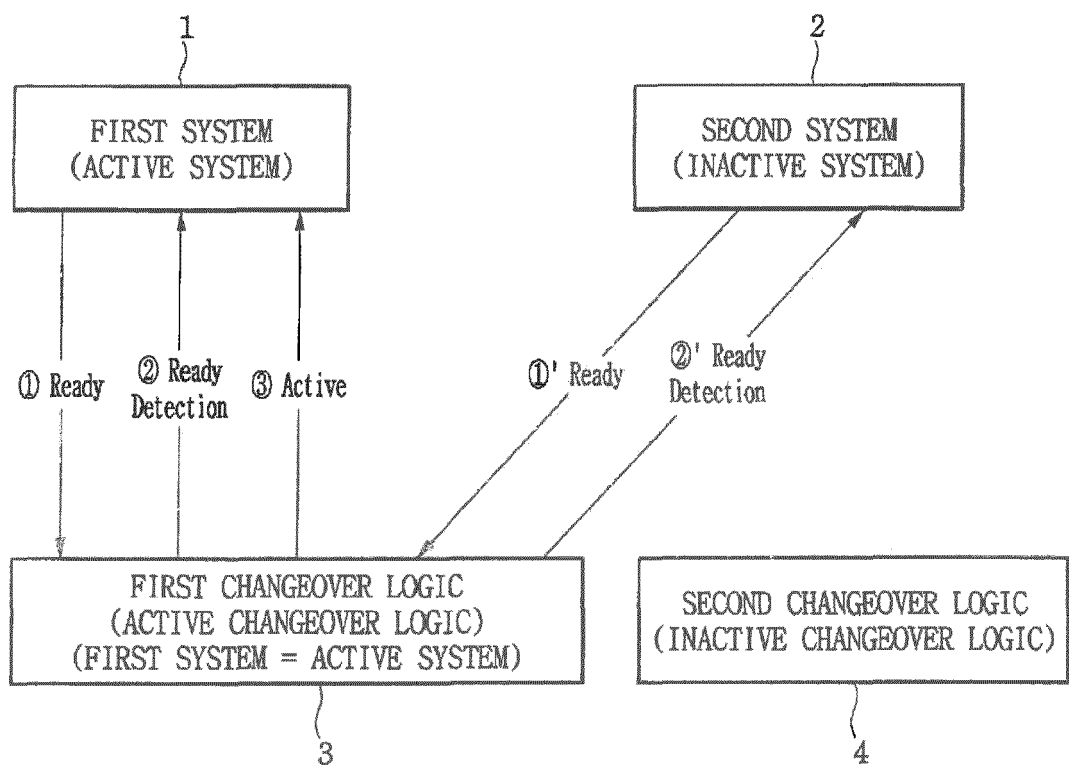 1
2
FIRST SYSTEM
(ACTIVE SYSTEM)
SECOND SYSTEM
(INACTIVE SYSTEM)
① Ready
② Ready
Detection
③ Active
①' Ready
②' Ready
Detection
FIRST CHANGEOVER LOGIC
(ACTIVE CHANGEOVER LOGIC)
(FIRST SYSTEM = ACTIVE SYSTEM)
SECOND CHANGEOVER LOGIC
(INACTIVE CHANGEOVER LOGIC)
3
4